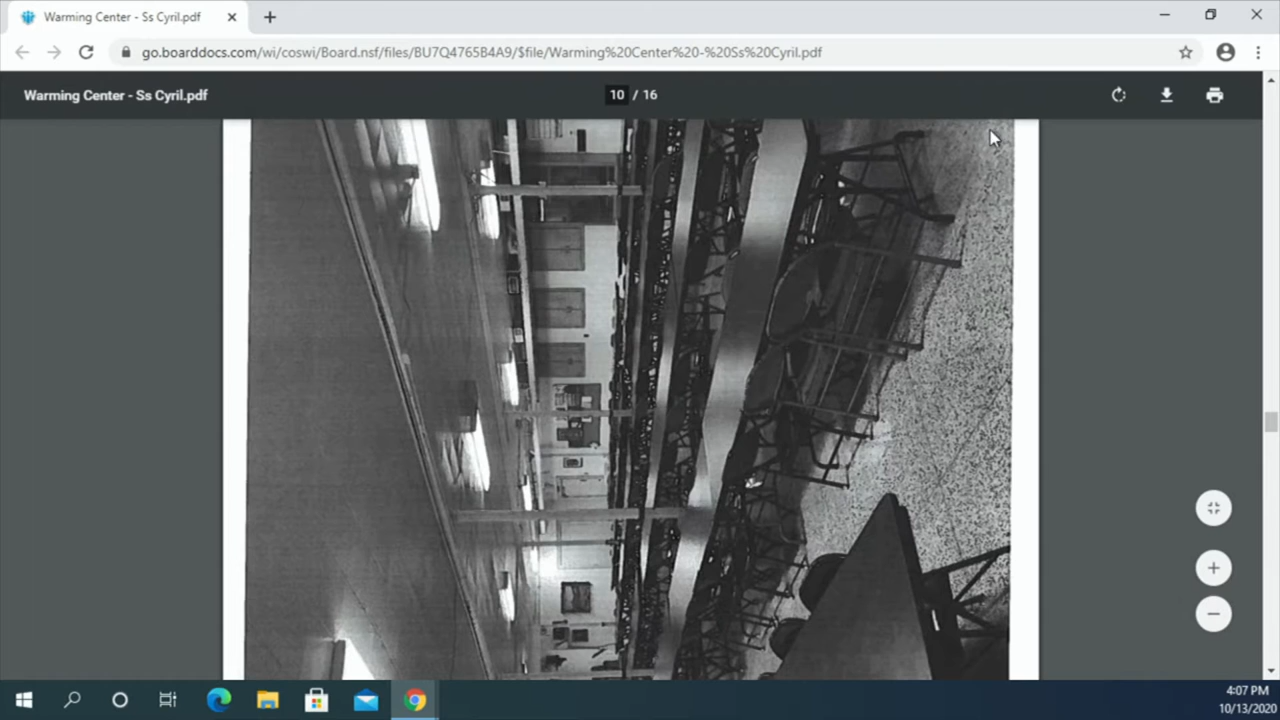 Warming Center - Ss Cyril.pdf
go.boarddocs.com/wi/coswi/Board.nsf/files/BU7Q4765B4A9/$file/Warming%20Center%20-%20Ss%20Cyril.pdf
Warming Center - Ss Cyril.pdf
10 / 16
4:07 PM
10/13/2020